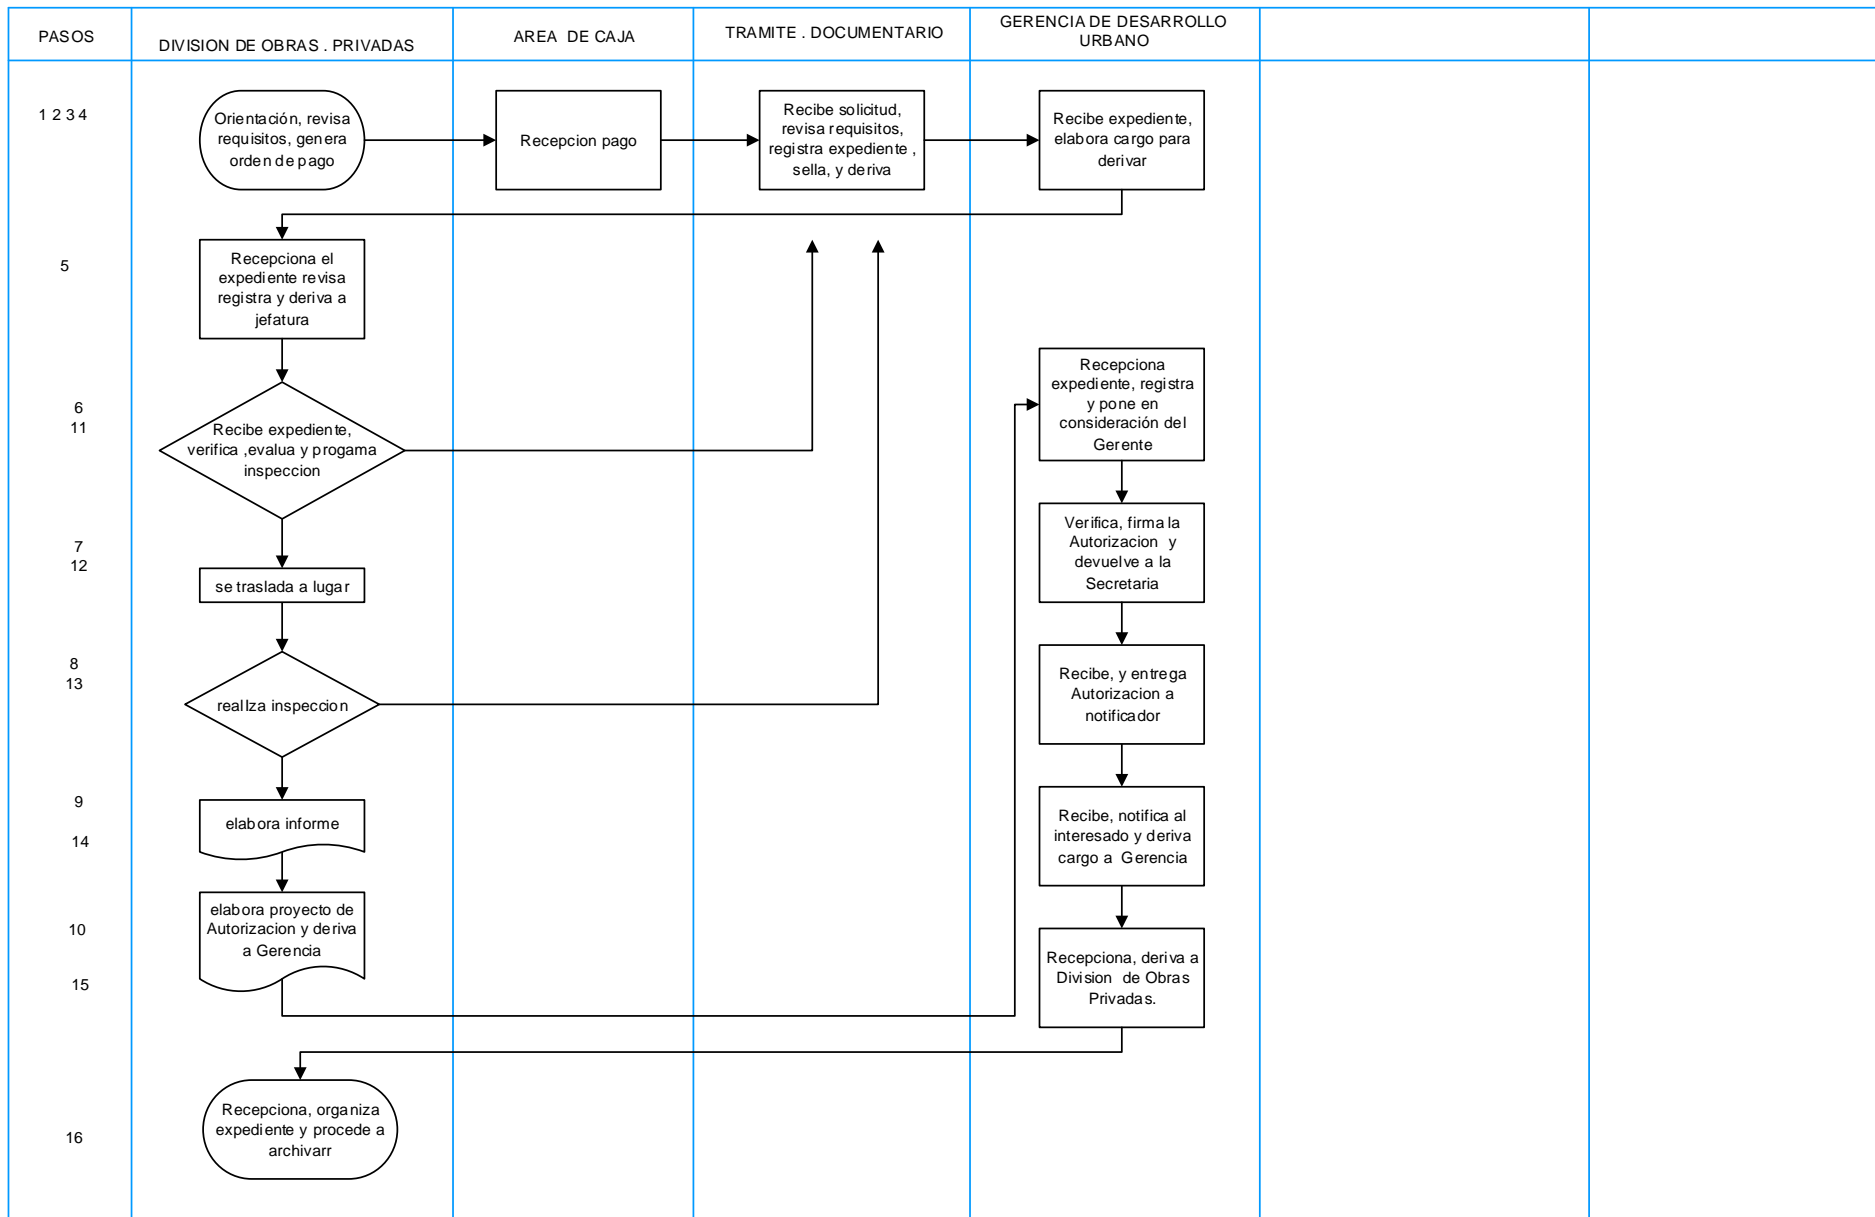 PASOS
DIVISION DE OBRAS . PRIVADAS
AREA DE CAJA
TRAMITE . DOCUMENTARIO
GERENCIA DE DESARROLLO
URBANO
1 2 3 4
Orientación, revisa
requisitos, genera
orden de pago
Recepcion pago
Recibe solicitud,
revisa requisitos,
registra expediente ,
sella, y deriva
Recibe expediente,
elabora cargo para
derivar
5
Recepciona el
expediente revisa
registra y deriva a
jefatura
6
11
Recibe expediente,
verifica ,evalua y progama
inspeccion
Recepciona
expediente, registra
y pone en
consideración del
Gerente
7
12
se traslada a lugar
Verifica, firma la
Autorizacion y
devuelve a la
Secretaria
8
13
realIza inspeccion
Recibe, y entrega
Autorizacion a
notificador
9
14
elabora informe
Recibe, notifica al
interesado y deriva
cargo a Gerencia
10
15
elabora proyecto de
Autorizacion y deriva
a Gerencia
Recepciona, deriva a
Division de Obras
Privadas.
16
Recepciona, organiza
expediente y procede a
archivarr